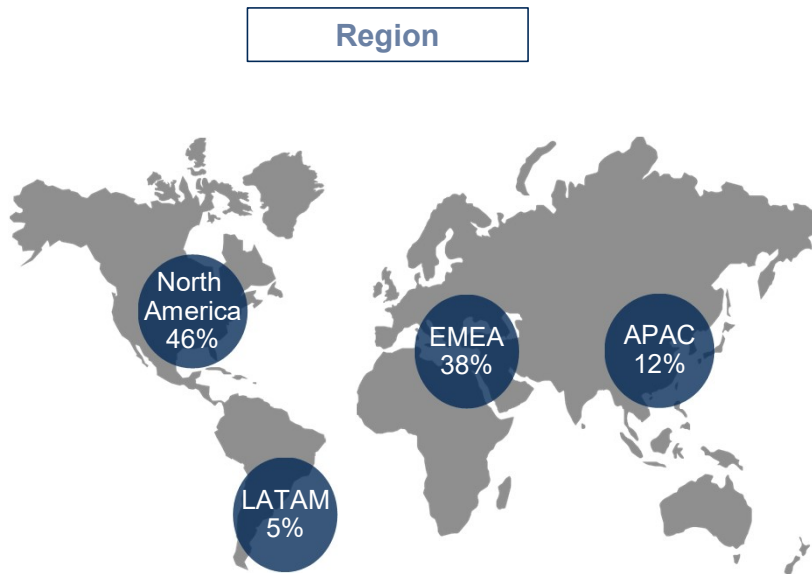 Region
North
America
46%
EMEA
38%
APAC
12%
LATAM
5%